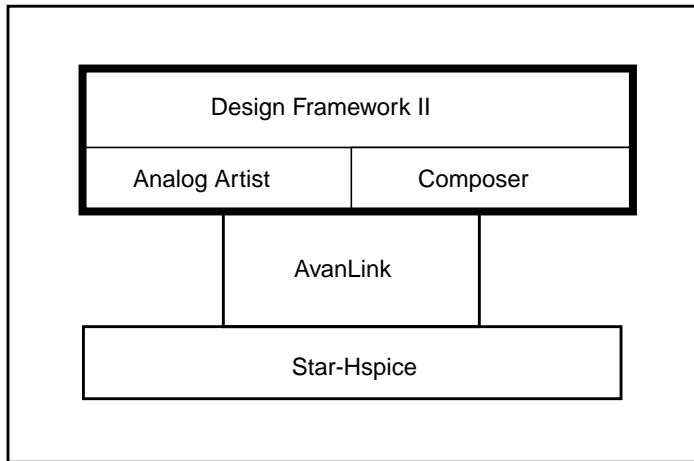 Design Framework II
Analog Artist
Composer
AvanLink
Star-Hspice